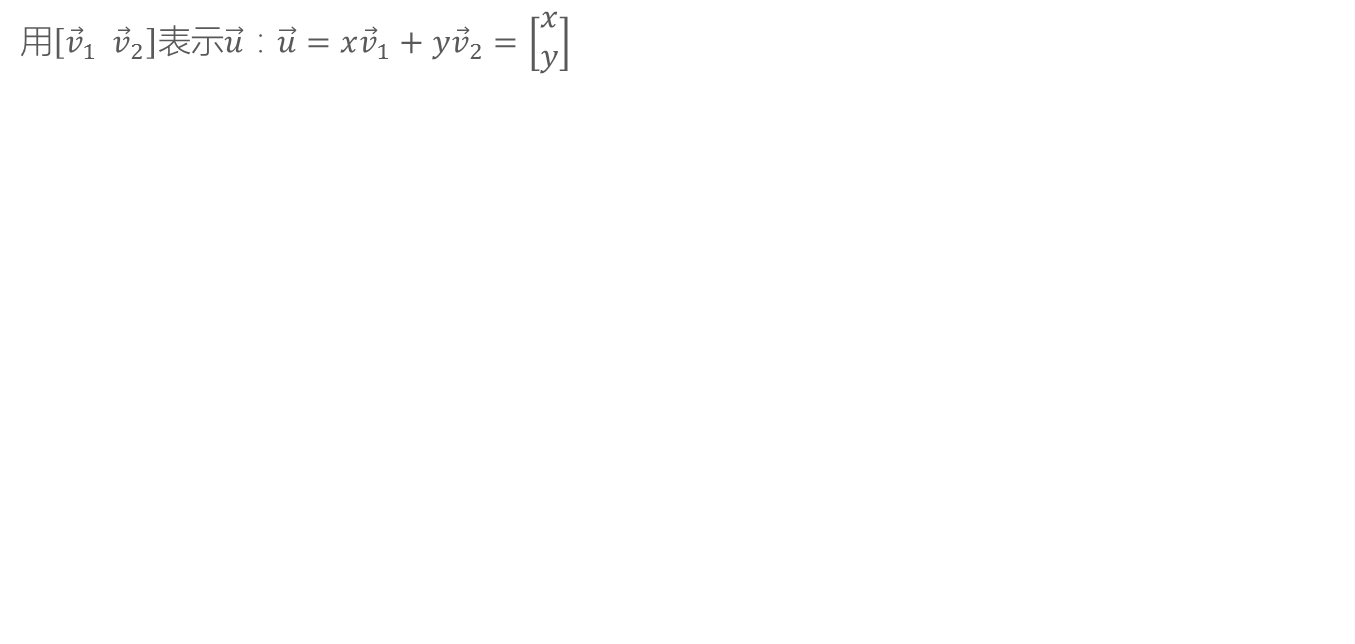 用[v⃗₁ v⃗₂]表示u⃗ : u⃗ = xv⃗₁ + yv⃗₂ = [x y]